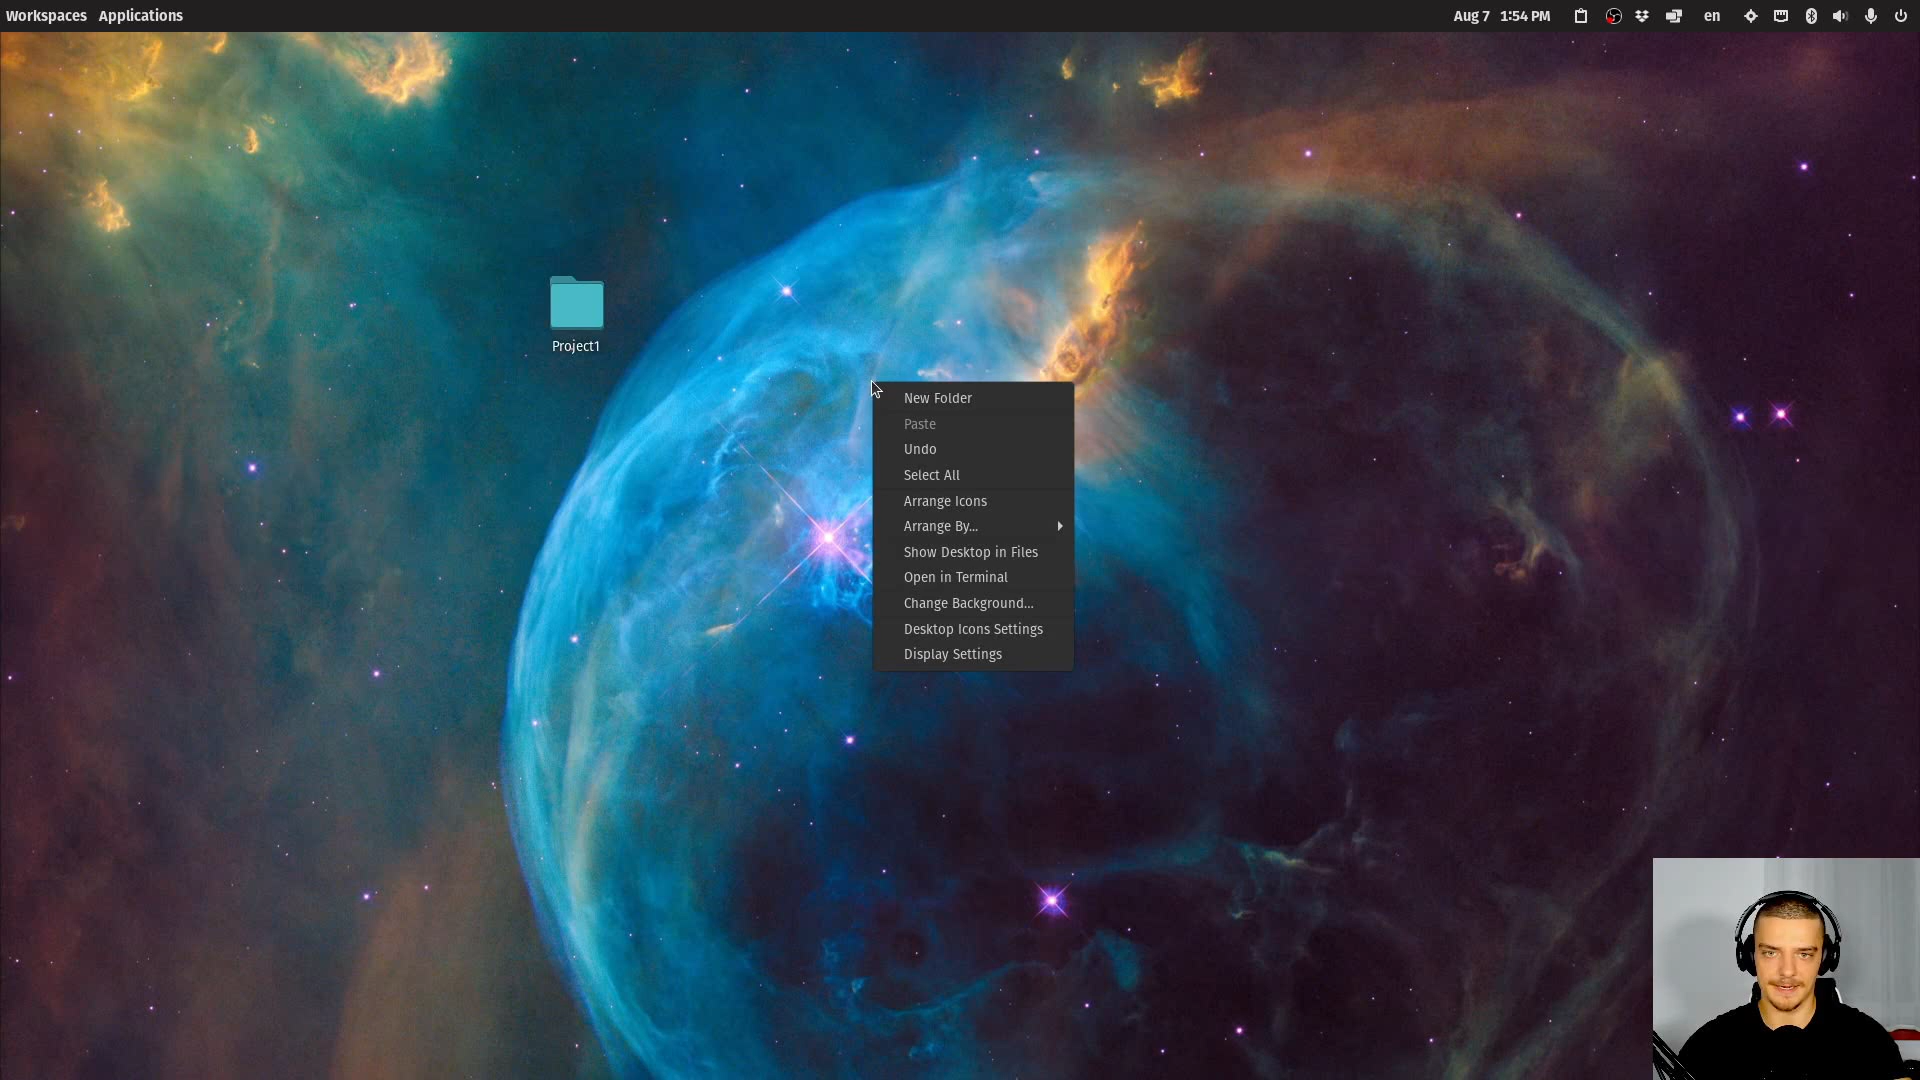 Workspaces Applications
Aug 7 1:54 PM en
Project1
New Folder
Paste
Undo
Select All
Arrange Icons
Arrange By...
Show Desktop in Files
Open in Terminal
Change Background...
Desktop Icons Settings
Display Settings